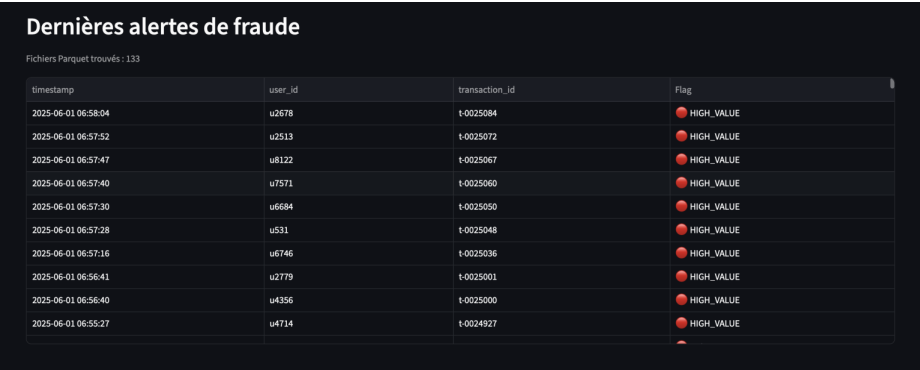 Dernières alertes de fraude
Fichiers Parquet trouvés : 133
timestamp user_id transaction_id Flag
2025-06-01 06:58:04 u2678 t-0025084 HIGH_VALUE
2025-06-01 06:57:52 u2513 t-0025072 HIGH_VALUE
2025-06-01 06:57:47 u8122 t-0025067 HIGH_VALUE
2025-06-01 06:57:40 u7571 t-0025060 HIGH_VALUE
2025-06-01 06:57:30 u6684 t-0025050 HIGH_VALUE
2025-06-01 06:57:28 u531 t-0025048 HIGH_VALUE
2025-06-01 06:57:16 u6746 t-0025036 HIGH_VALUE
2025-06-01 06:56:41 u2779 t-0025001 HIGH_VALUE
2025-06-01 06:56:40 u4356 t-0025000 HIGH_VALUE
2025-06-01 06:55:27 u4714 t-0024927 HIGH_VALUE